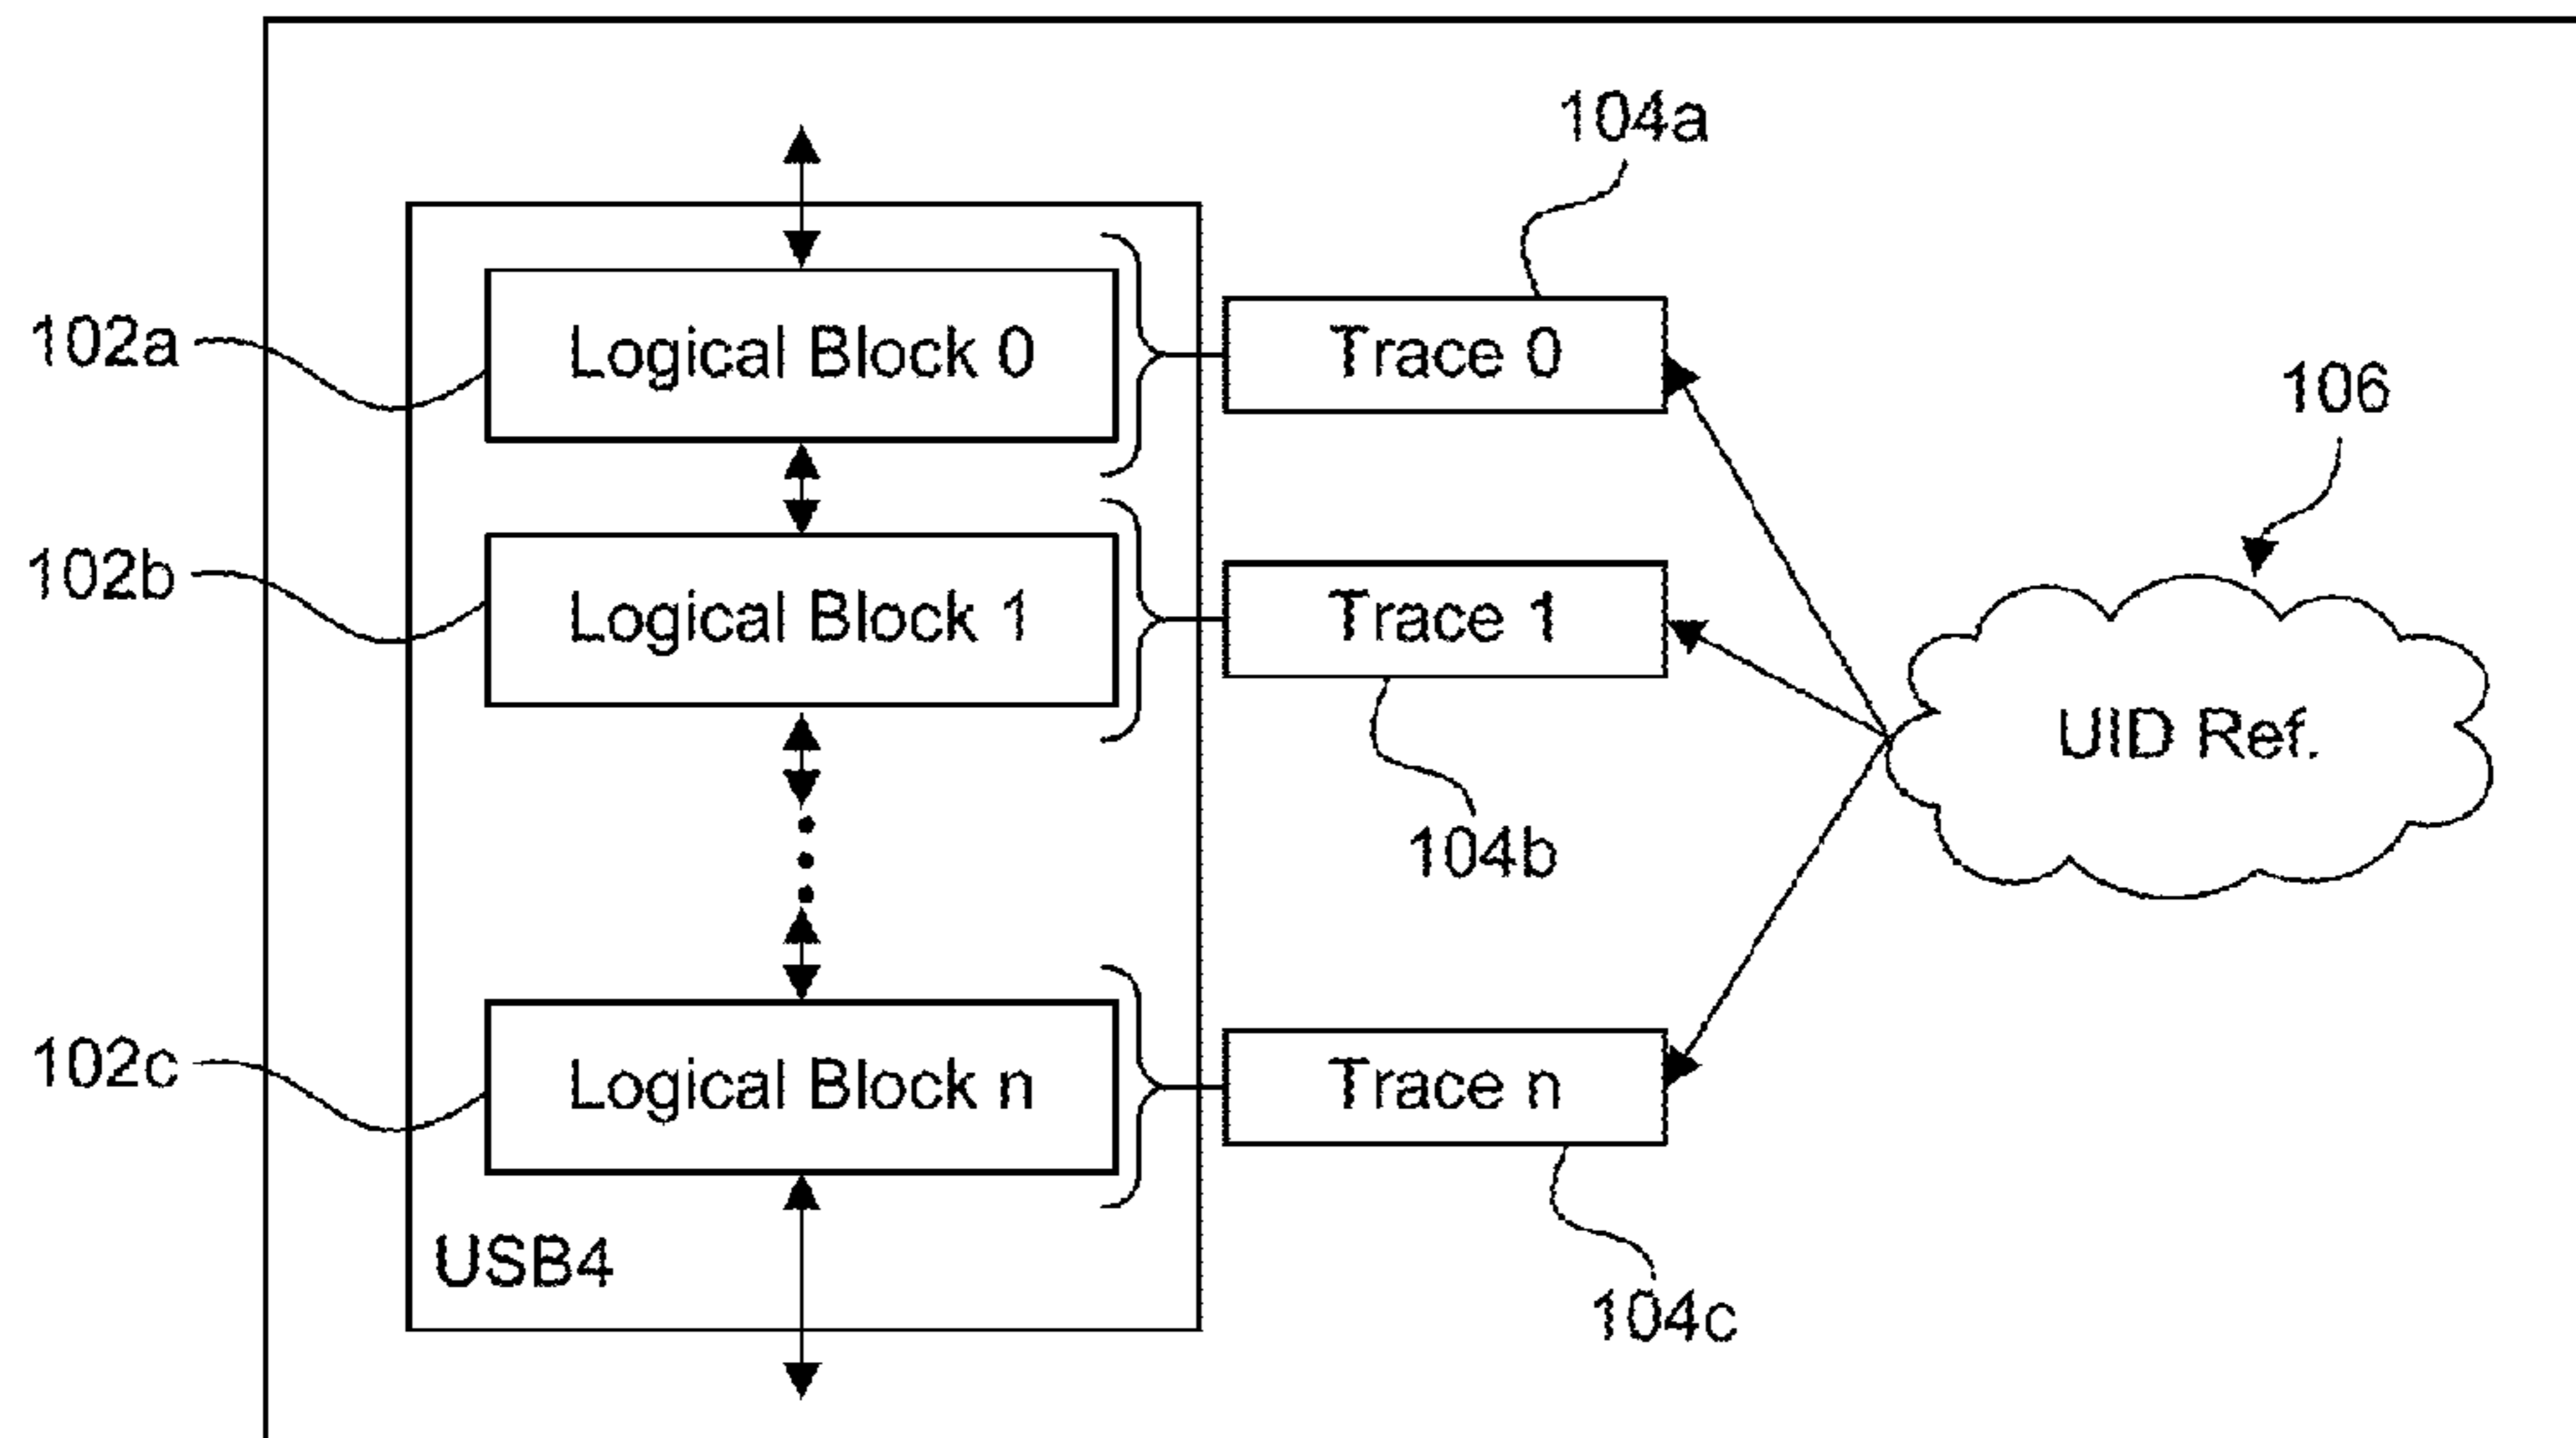 104a
102a
Logical Block 0
Trace 0
106
102b
Logical Block 1
Trace 1
UID Ref.
104b
102c
Logical Block n
Trace n
USB4
104c